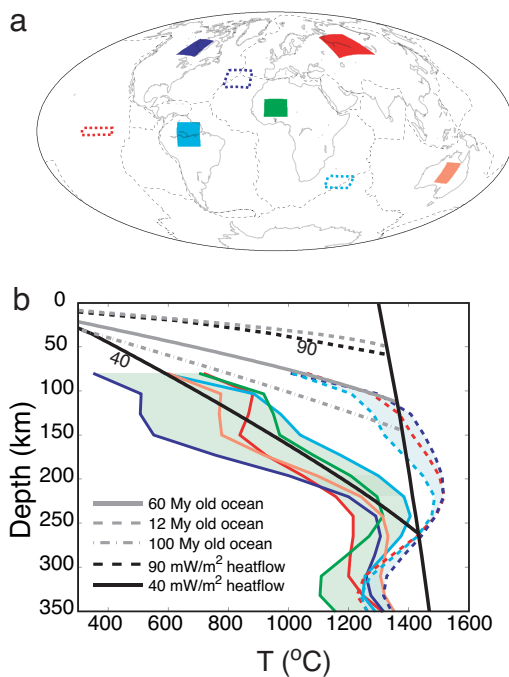 a
b
0
50
100
150
200
250
300
350
Depth (km)
90
40
60 My old ocean
12 My old ocean
100 My old ocean
90 mW/m² heatflow
40 mW/m² heatflow
400 600 800 1000 1200 1400 1600
T (°C)